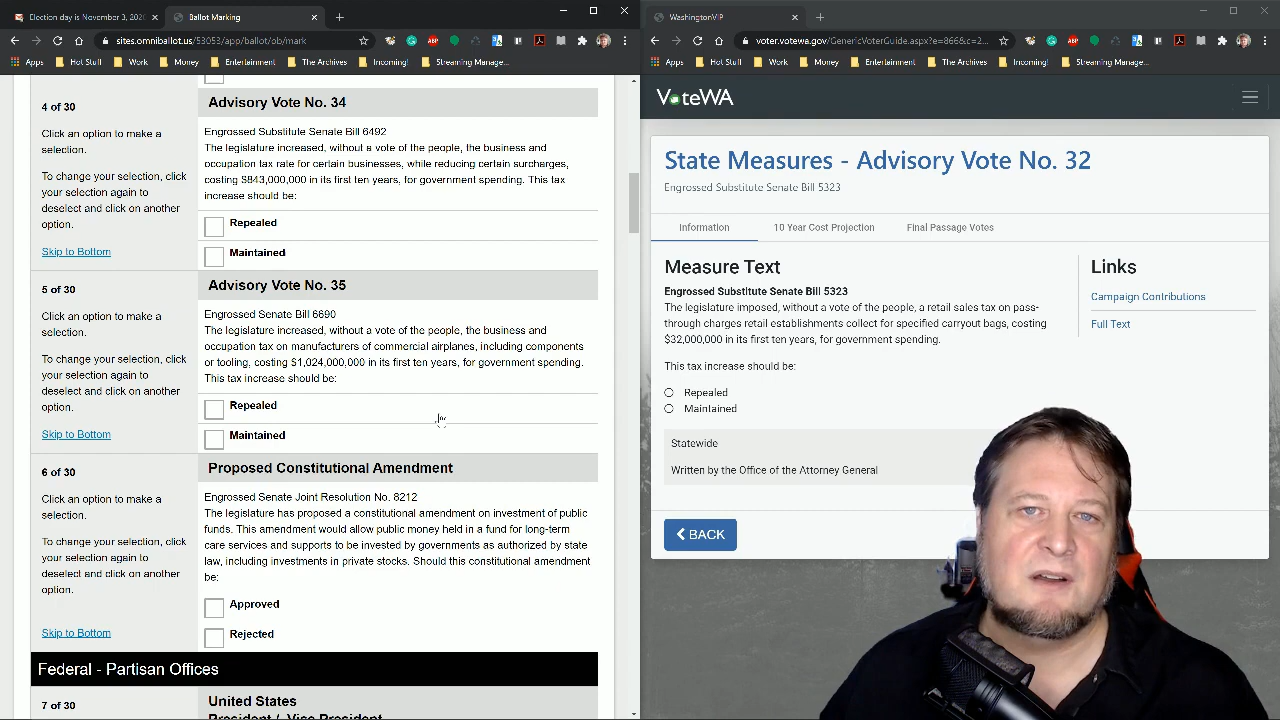 Election day is November 3, 202
Ballot Marking
WashingtonVIP
sites.omniballot.us/53053/app/ballot/ob/mark
voter.votewa.gov/GenericVoterGuide.aspx?e=866&c=2...
Apps
Hot Stuff
Work
Money
Entertainment
The Archives
Incoming!
Streaming Manage...
Apps
Hot Stuff
Work
Money
Entertainment
The Archives
Incoming!
Streaming Manage...
4 of 30
Click an option to make a
selection.
To change your selection, click
your selection again to
deselect and click on another
option.
Skip to Bottom
Advisory Vote No. 34
Engrossed Substitute Senate Bill 6492
The legislature increased, without a vote of the people, the business and
occupation tax rate for certain businesses, while reducing certain surcharges,
costing $843,000,000 in its first ten years, for government spending. This tax
increase should be:
Repealed
Maintained
5 of 30
Click an option to make a
selection.
To change your selection, click
your selection again to
deselect and click on another
option.
Skip to Bottom
Advisory Vote No. 35
Engrossed Senate Bill 6690
The legislature increased, without a vote of the people, the business and
occupation tax on manufacturers of commercial airplanes, including components
or tooling, costing $1,024,000,000 in its first ten years, for government spending.
This tax increase should be:
Repealed
Maintained
6 of 30
Click an option to make a
selection.
To change your selection, click
your selection again to
deselect and click on another
option.
Skip to Bottom
Proposed Constitutional Amendment
Engrossed Senate Joint Resolution No. 8212
The legislature has proposed a constitutional amendment on investment of public
funds. This amendment would allow public money held in a fund for long-term
care services and supports to be invested by governments as authorized by state
law, including investments in private stocks. Should this constitutional amendment
be:
Approved
Rejected
Federal - Partisan Offices
7 of 30
United States
President / Vice President
VoteWA
State Measures - Advisory Vote No. 32
Engrossed Substitute Senate Bill 5323
Information
10 Year Cost Projection
Final Passage Votes
Measure Text
Engrossed Substitute Senate Bill 5323
The legislature imposed, without a vote of the people, a retail sales tax on pass-
through charges retail establishments collect for specified carryout bags, costing
$32,000,000 in its first ten years, for government spending.
This tax increase should be:
Repealed
Maintained
Statewide
Written by the Office of the Attorney General
BACK
Links
Campaign Contributions
Full Text